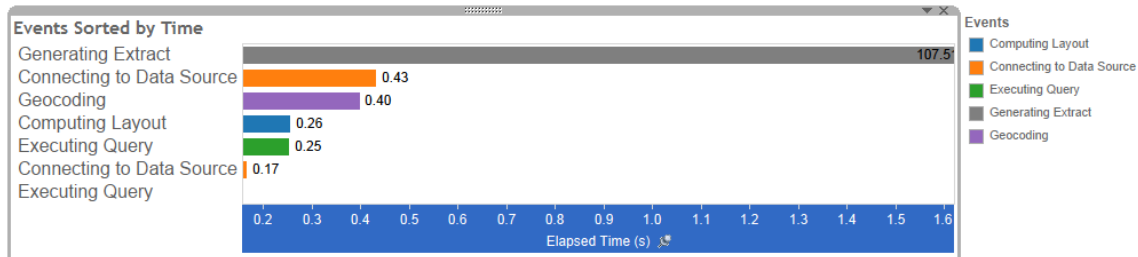 Events Sorted by Time
Generating Extract 107.51
Connecting to Data Source 0.43
Geocoding 0.40
Computing Layout 0.26
Executing Query 0.25
Connecting to Data Source 0.17
Executing Query
0.2 0.3 0.4 0.5 0.6 0.7 0.8 0.9 1.0 1.1 1.2 1.3 1.4 1.5 1.6
Elapsed Time (s)
Events
Computing Layout
Connecting to Data Source
Executing Query
Generating Extract
Geocoding